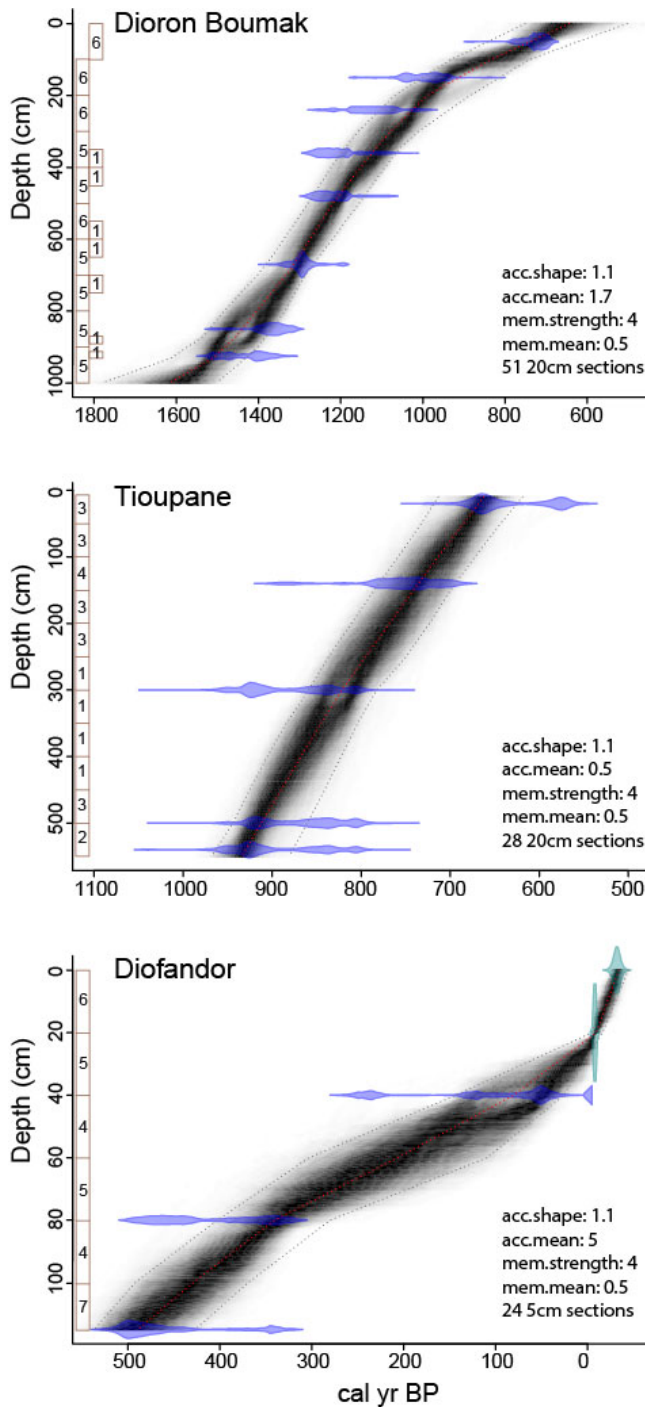 Dioron Boumak
Depth (cm)
0
200
400
600
800
1000
6
6
6
5
1
5
1
6
1
5
1
5
1
5
1
5
1
acc.shape: 1.1
acc.mean: 1.7
mem.strength: 4
mem.mean: 0.5
51 20cm sections
1800 1600 1400 1200 1000 800 600
Tioupane
Depth (cm)
0
100
200
300
400
500
3
3
4
3
3
1
1
1
1
3
2
acc.shape: 1.1
acc.mean: 0.5
mem.strength: 4
mem.mean: 0.5
28 20cm sections
1100 1000 900 800 700 600 500
Diofandor
Depth (cm)
0
20
40
60
80
100
6
5
4
5
4
7
acc.shape: 1.1
acc.mean: 5
mem.strength: 4
mem.mean: 0.5
24 5cm sections
500 400 300 200 100 0
cal yr BP